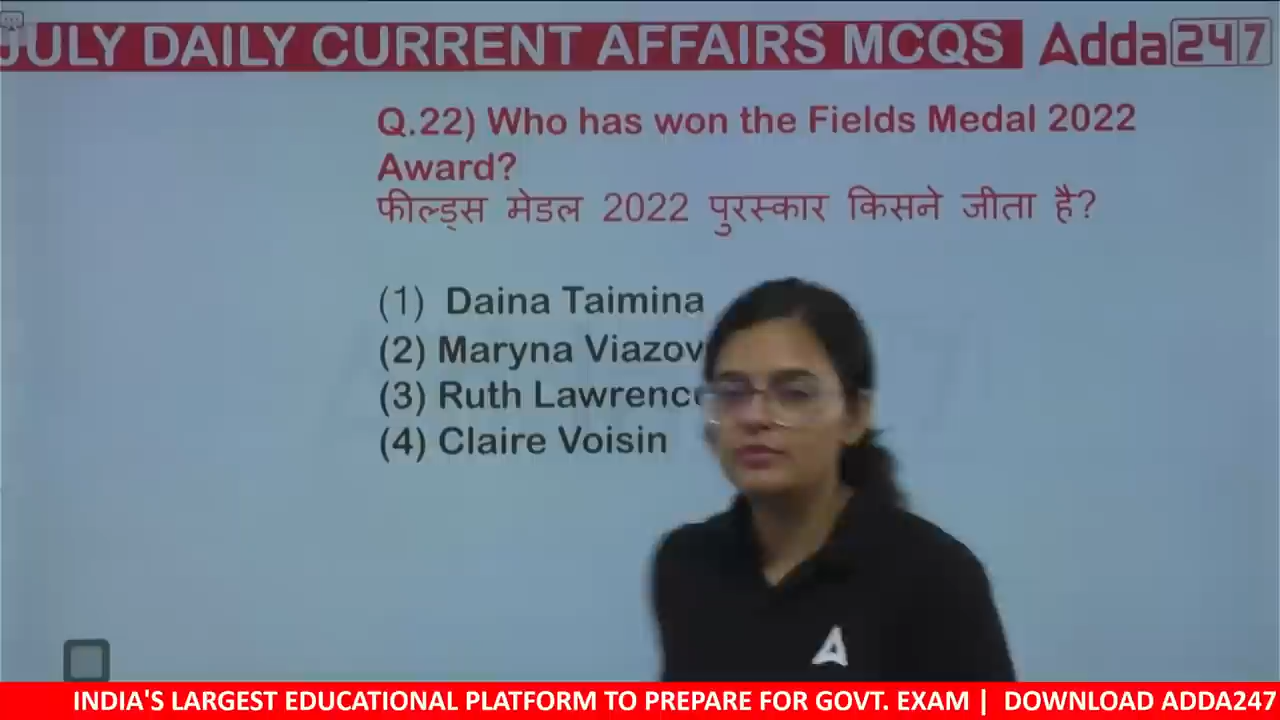 JULY DAILY CURRENT AFFAIRS MCQS Adda247
Q.22) Who has won the Fields Medal 2022
Award?
फील्ड्स मेडल 2022 पुरस्कार किसने जीता है?
(1) Daina Taimina
(2) Maryna Viazov
(3) Ruth Lawrenc
(4) Claire Voisin
INDIA'S LARGEST EDUCATIONAL PLATFORM TO PREPARE FOR GOVT. EXAM | DOWNLOAD ADDA247